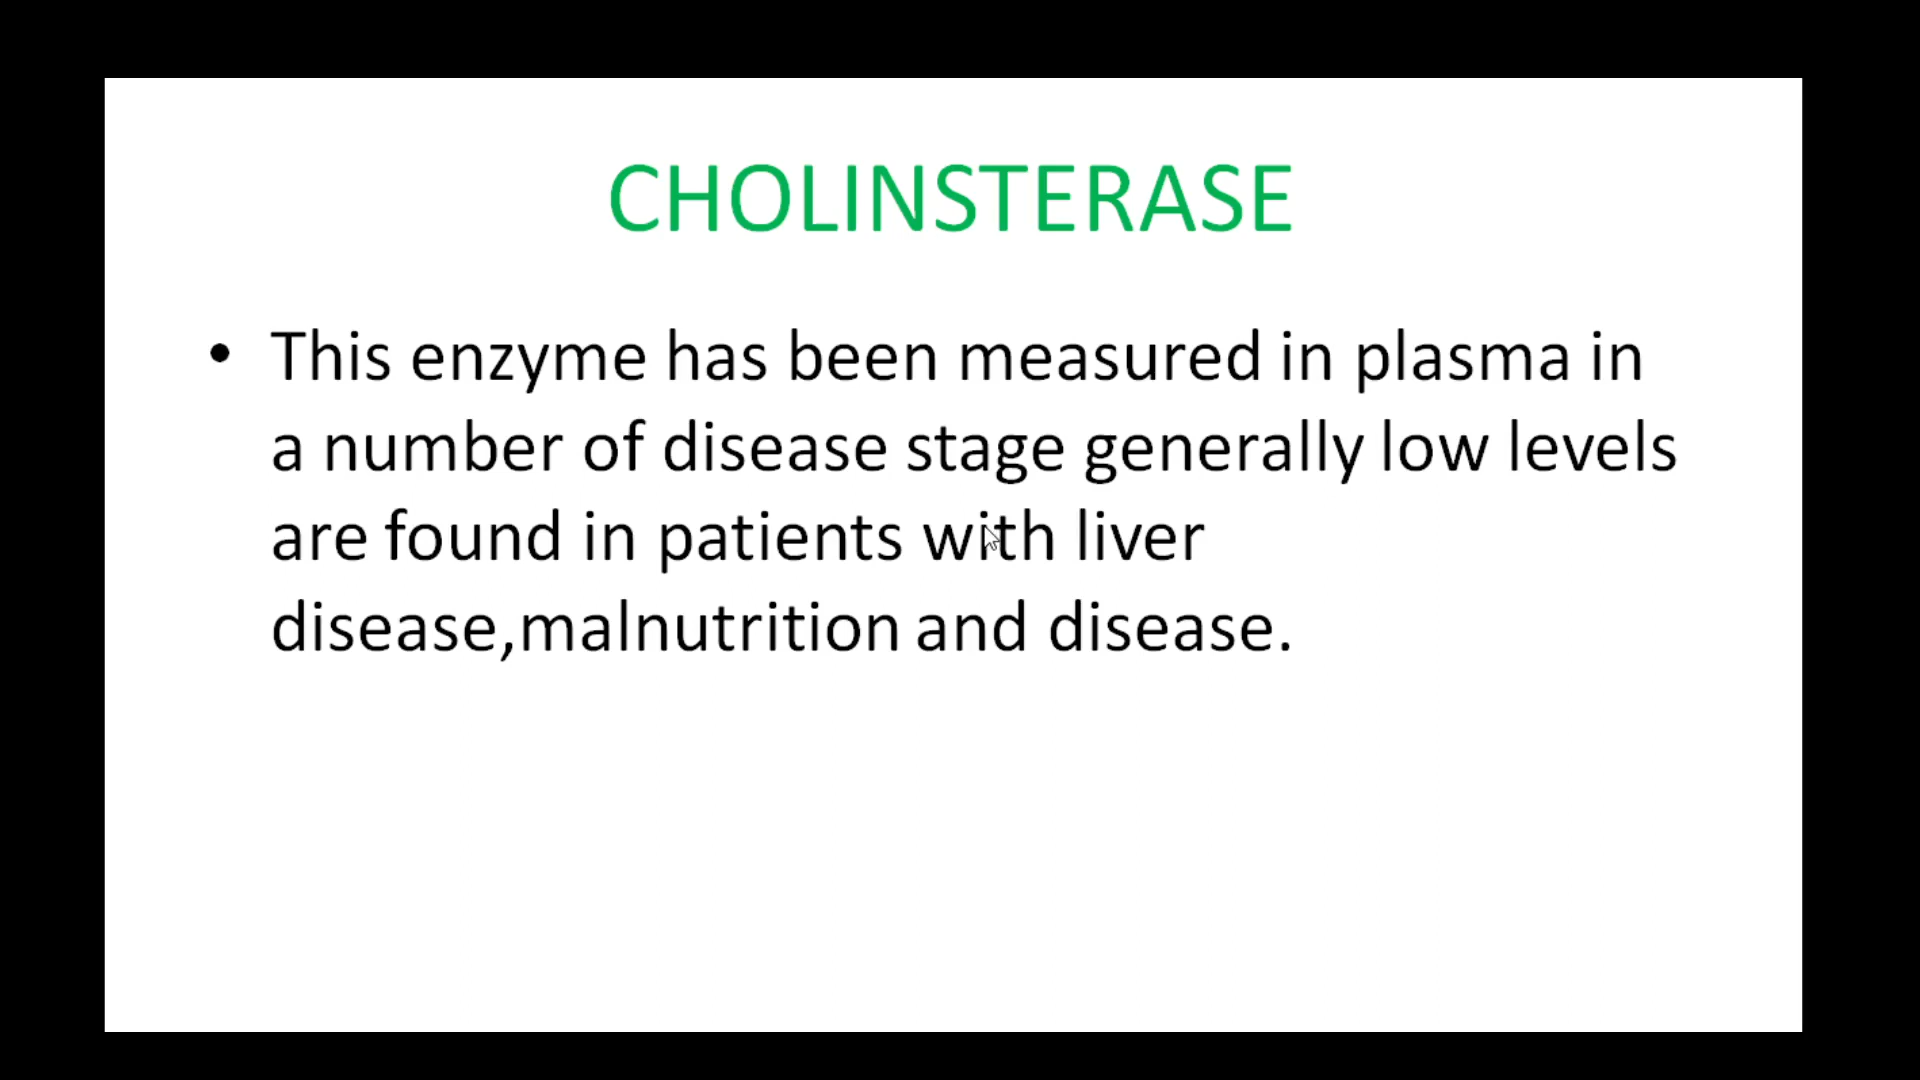 CHOLINSTERASE
• This enzyme has been measured in plasma in
a number of disease stage generally low levels
are found in patients with liver
disease,malnutrition and disease.